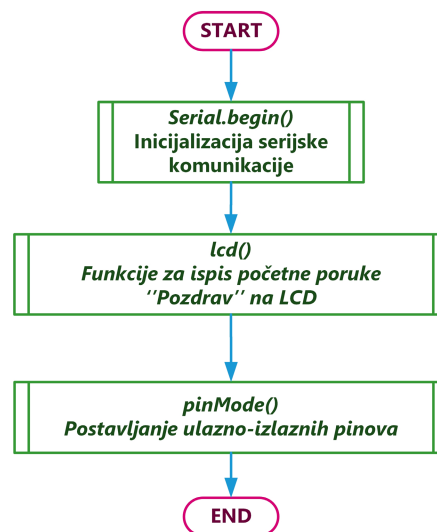 START
Serial.begin()
Inicijalizacija serijske
komunikacije
lcd()
Funkcije za ispis početne poruke
''Pozdrav'' na LCD
pinMode()
Postavljanje ulazno-izlaznih pinova
END